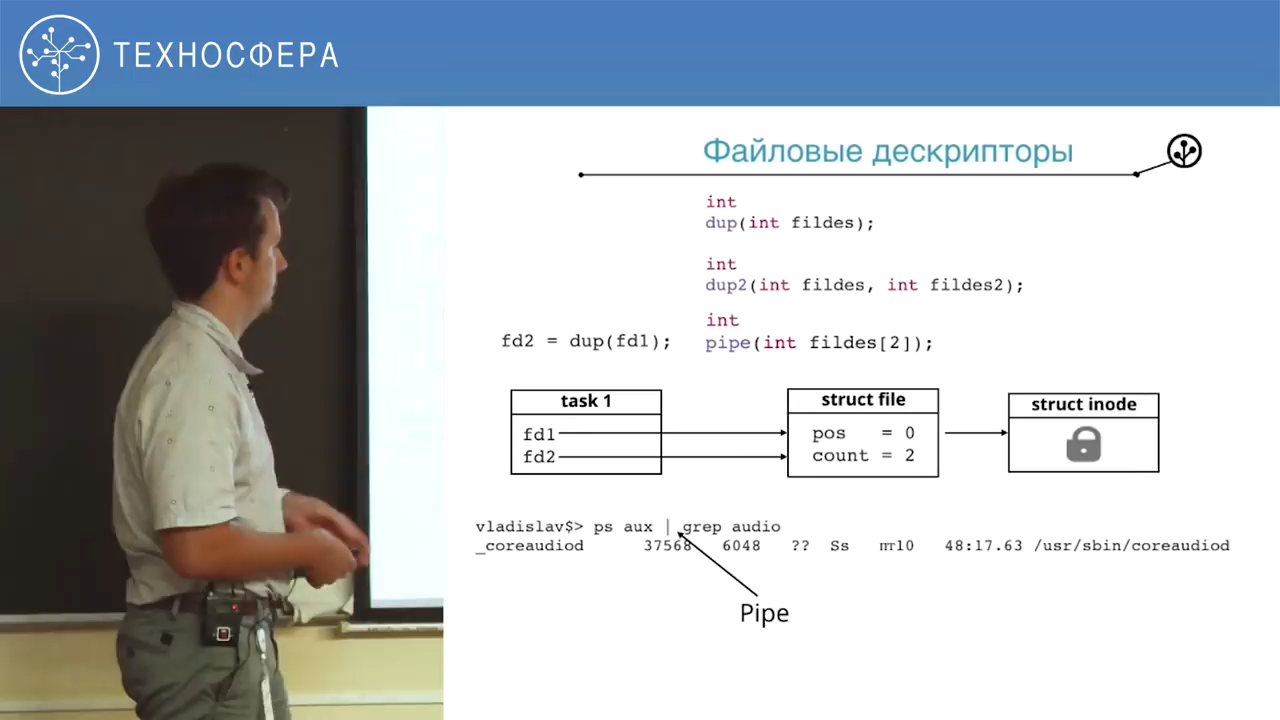 ТЕХНОСФЕРА
Файловые дескрипторы
int
dup(int fildes);
int
dup2(int fildes, int fildes2);
int
fd2 = dup(fd1); pipe(int fildes[2]);
task 1
fd1
fd2
struct file
pos = 0
count = 2
struct inode
vladislav$> ps aux | grep audio
_coreaudiod 37568 6048 ?? Ss пт10 48:17.63 /usr/sbin/coreaudiod
Pipe